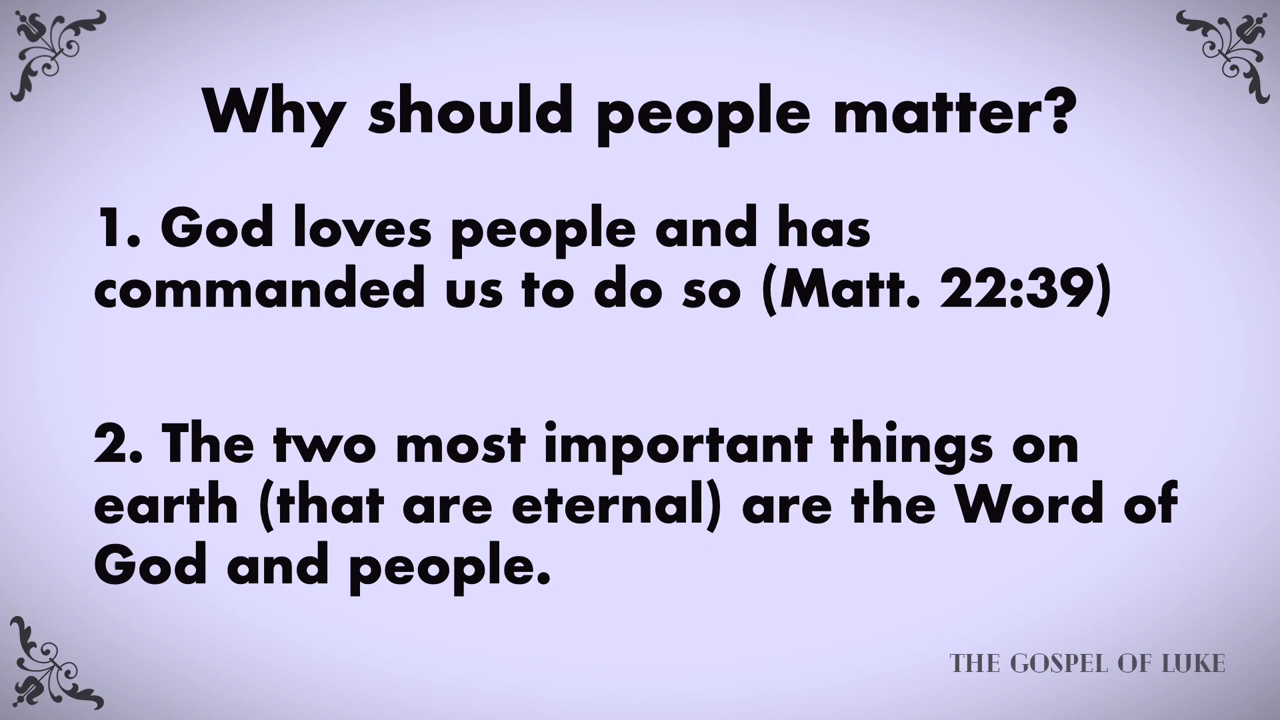 Why should people matter?
1. God loves people and has
commanded us to do so (Matt. 22:39)
2. The two most important things on
earth (that are eternal) are the Word of
God and people.
THE GOSPEL OF LUKE